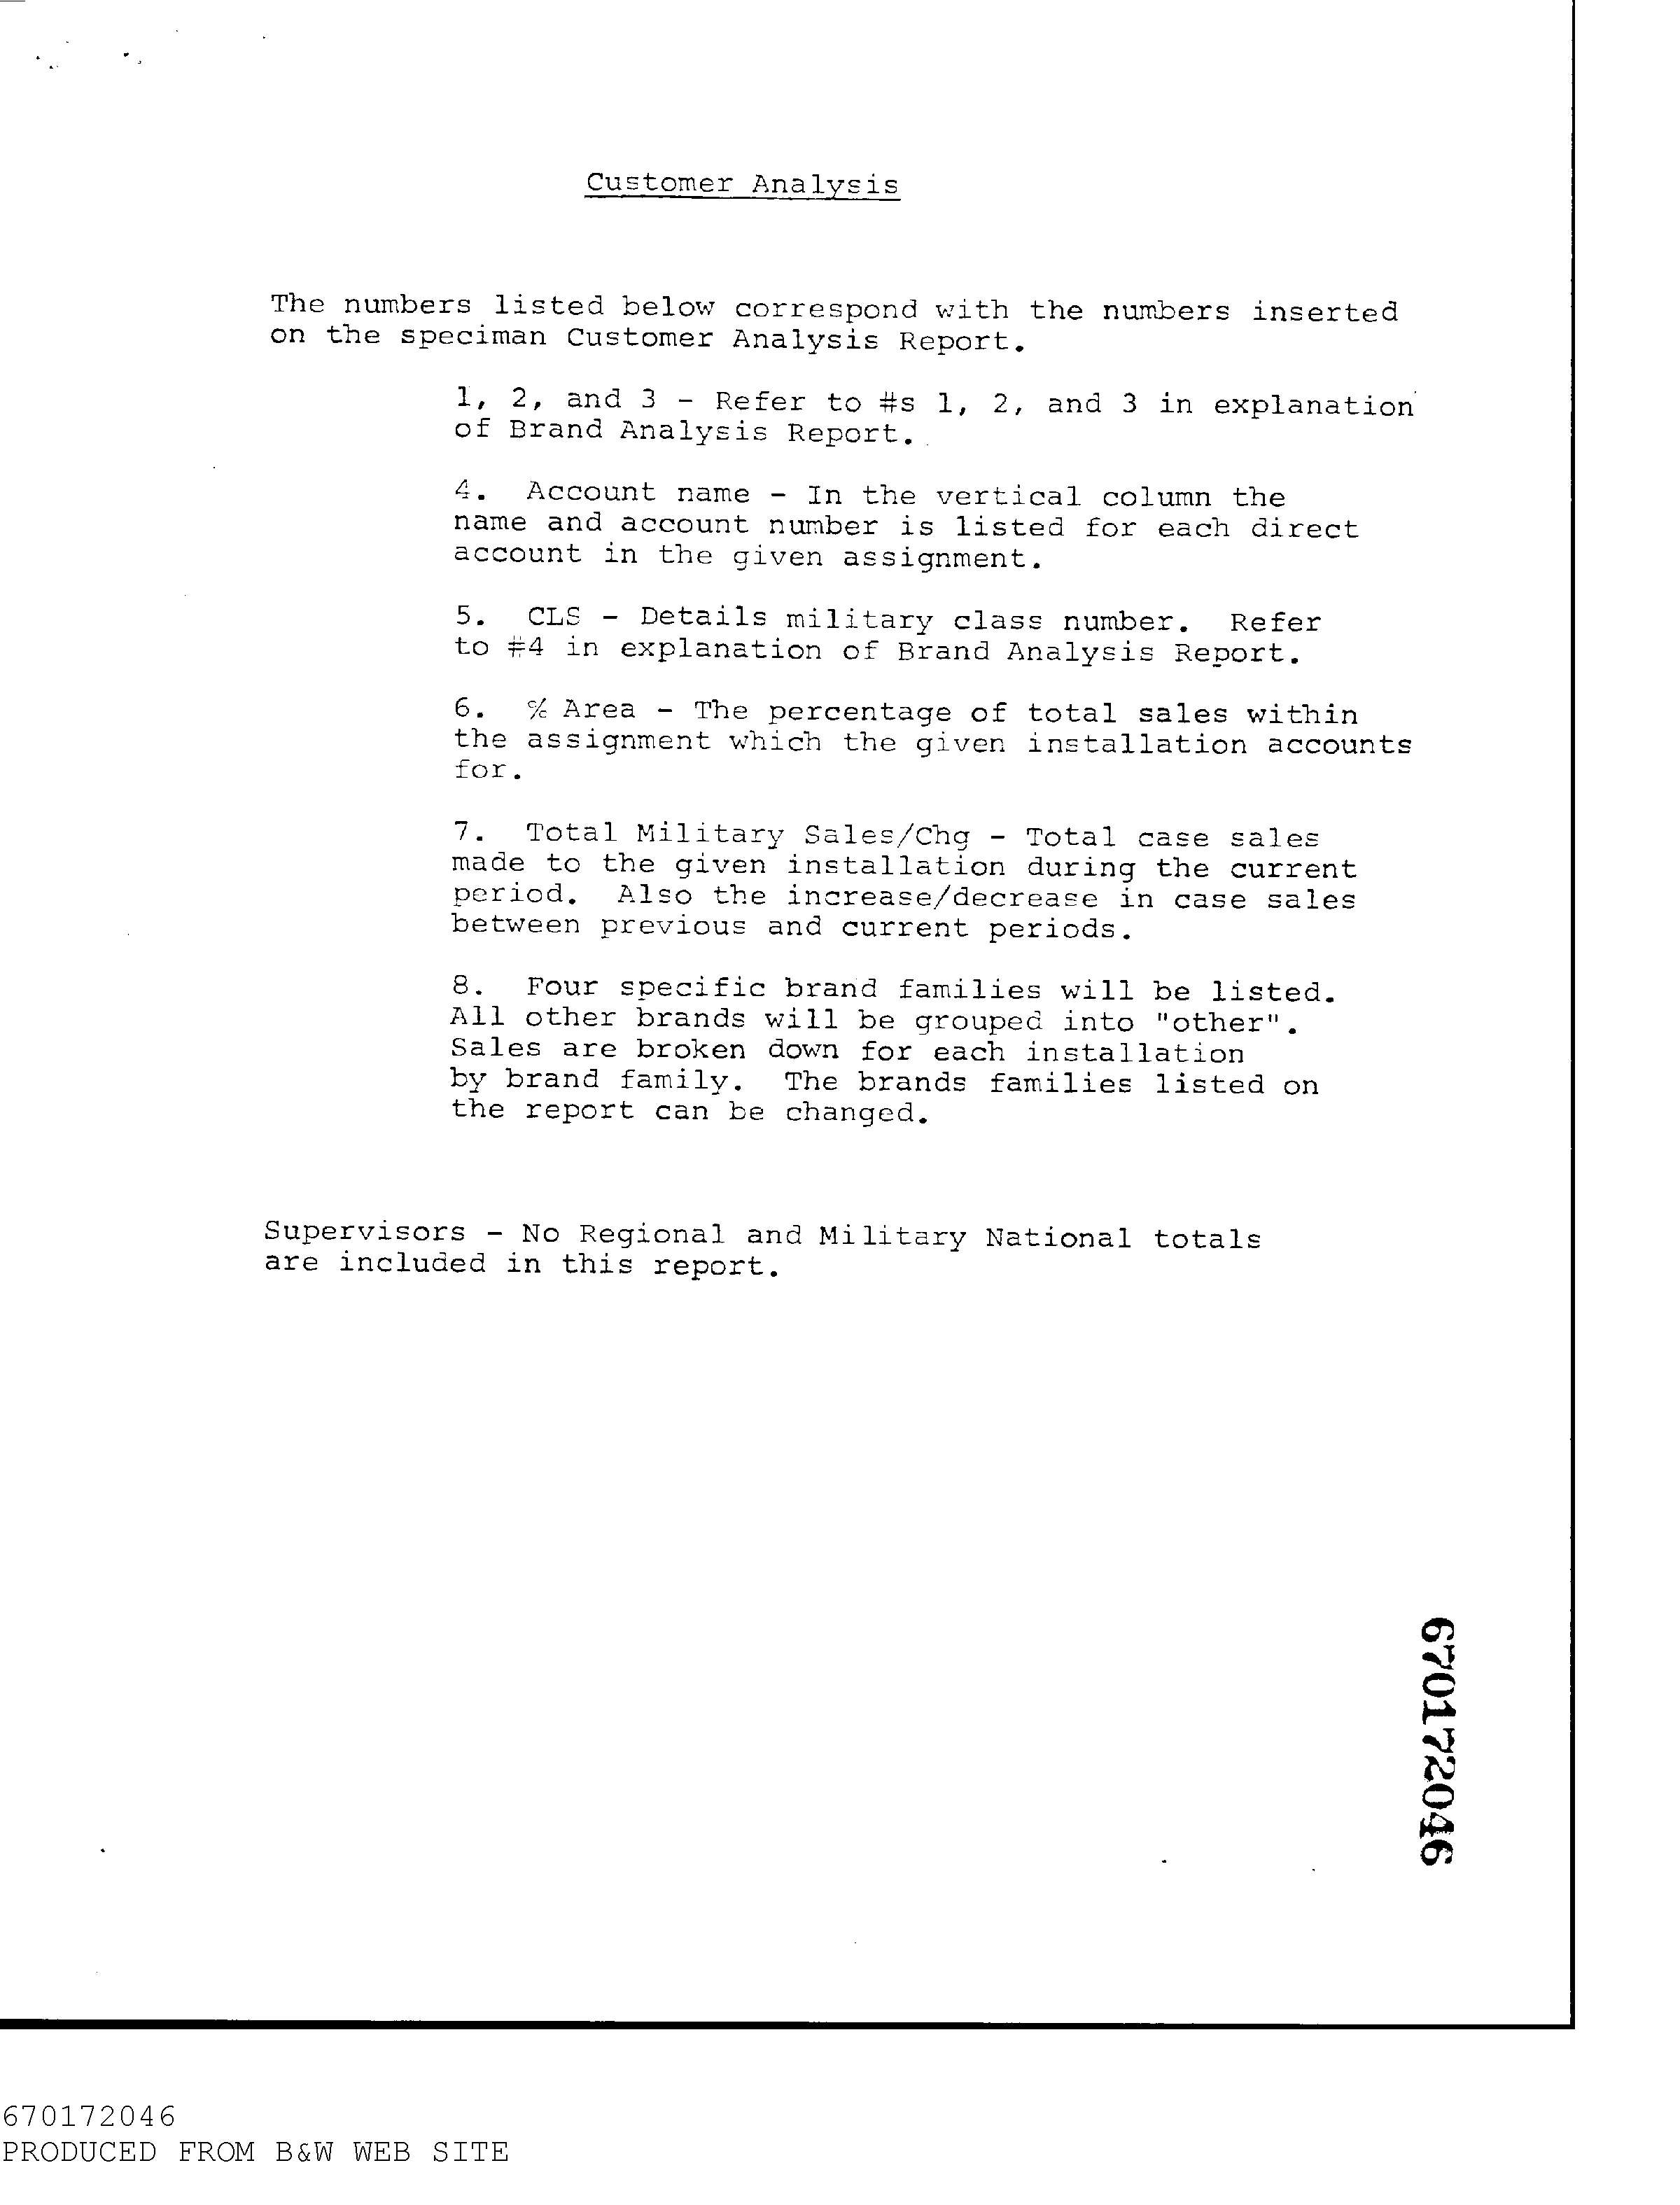 Customer Analysis
The numbers listed below correspond with the numbers inserted
on the speciman Customer Analysis Report.
1, 2, and 3 - Refer to #s 1, 2, and 3 in explanation
of Brand Analysis Report.
4. Account name - In the vertical column the
name and account number is listed for each direct
account in the given assignment.
5. CLS - Details military class number. Refer
to #4 in explanation of Brand Analysis Report.
6. % Area - The percentage of total sales within
the assignment which the given installation accounts
for.
7. Total Military Sales/Chg - Total case sales
made to the given installation during the current
period. Also the increase/decrease in case sales
between previous and current periods.
8. Four specific brand families will be listed.
All other brands will be grouped into "other".
Sales are broken down for each installation
by brand family. The brands families listed on
the report can be changed.
Supervisors - No Regional and Military National totals
are included in this report.
670172046
670172046
PRODUCED FROM B&W WEB SITE